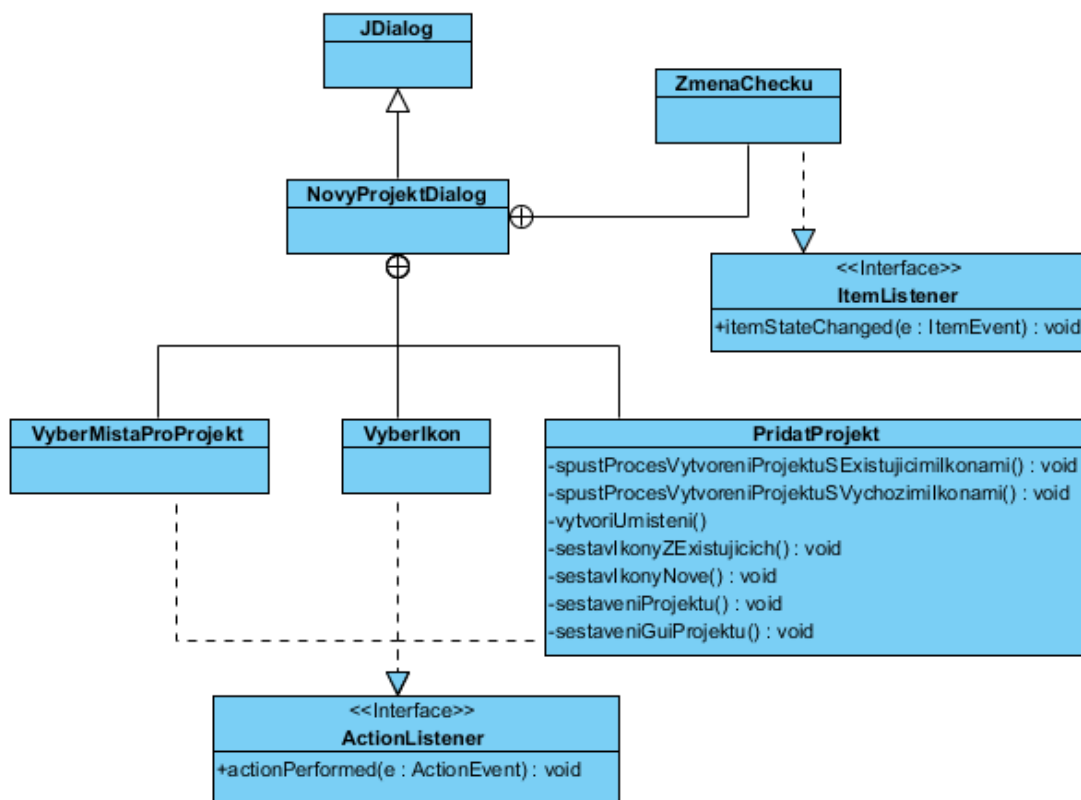 JDialog
ZmenaChecku
NovyProjektDialog
<<Interface>>
ItemListener
+itemStateChanged(e : ItemEvent) : void
VyberMistaProProjekt
VyberIkon
PridatProjekt
-spustProcesVytvoreniProjektuSExistujicimiIkonami() : void
-spustProcesVytvoreniProjektuSVychozimiIkonami() : void
-vytvoriUmisteni()
-sestavIkonyZExistujicich() : void
-sestavIkonyNove() : void
-sestaveniProjektu() : void
-sestaveniGuiProjektu() : void
<<Interface>>
ActionListener
+actionPerformed(e : ActionEvent) : void